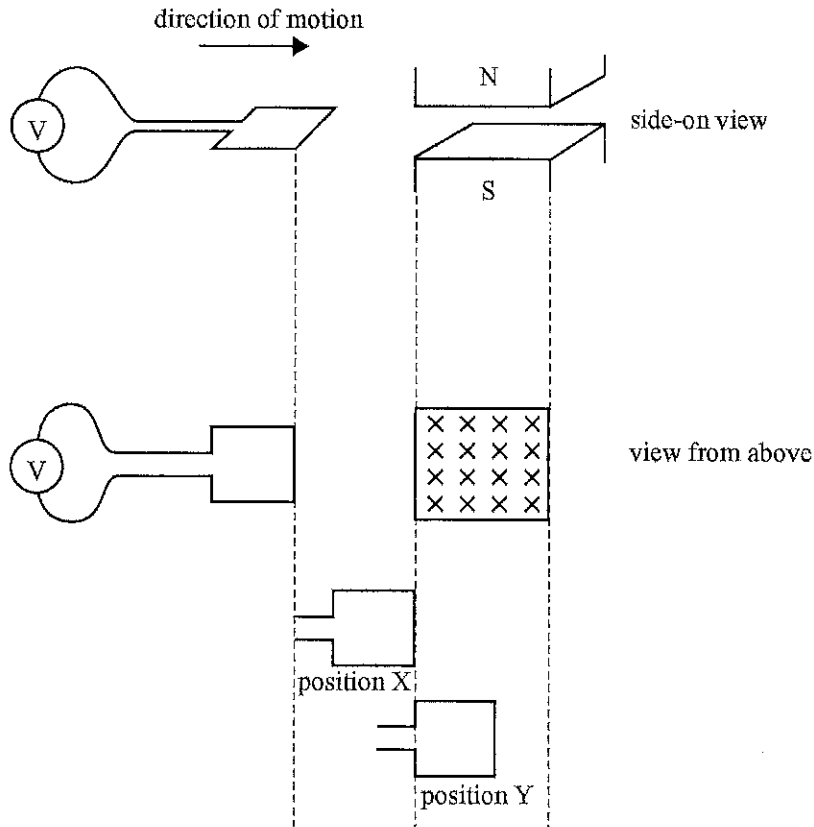 direction of motion
N
V
side-on view
S
V
view from above
position X
position Y